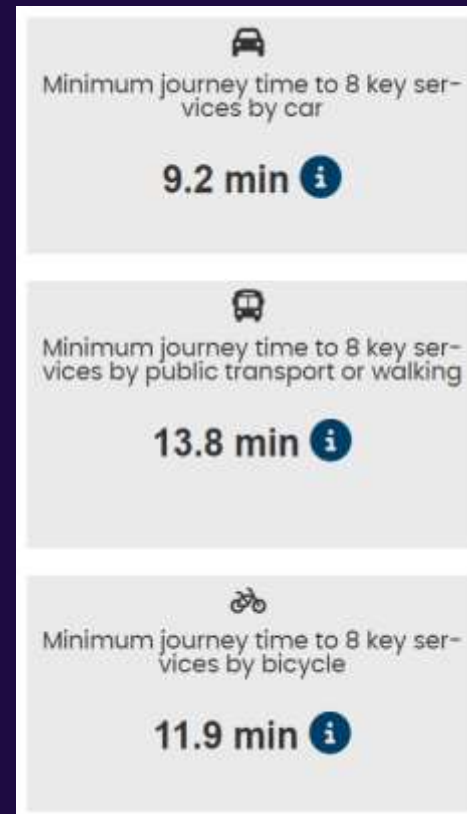 Minimum journey time to 8 key ser-
vices by car
9.2 min i
Minimum journey time to 8 key ser-
vices by public transport or walking
13.8 min i
Minimum journey time to 8 key ser-
vices by bicycle
11.9 min i